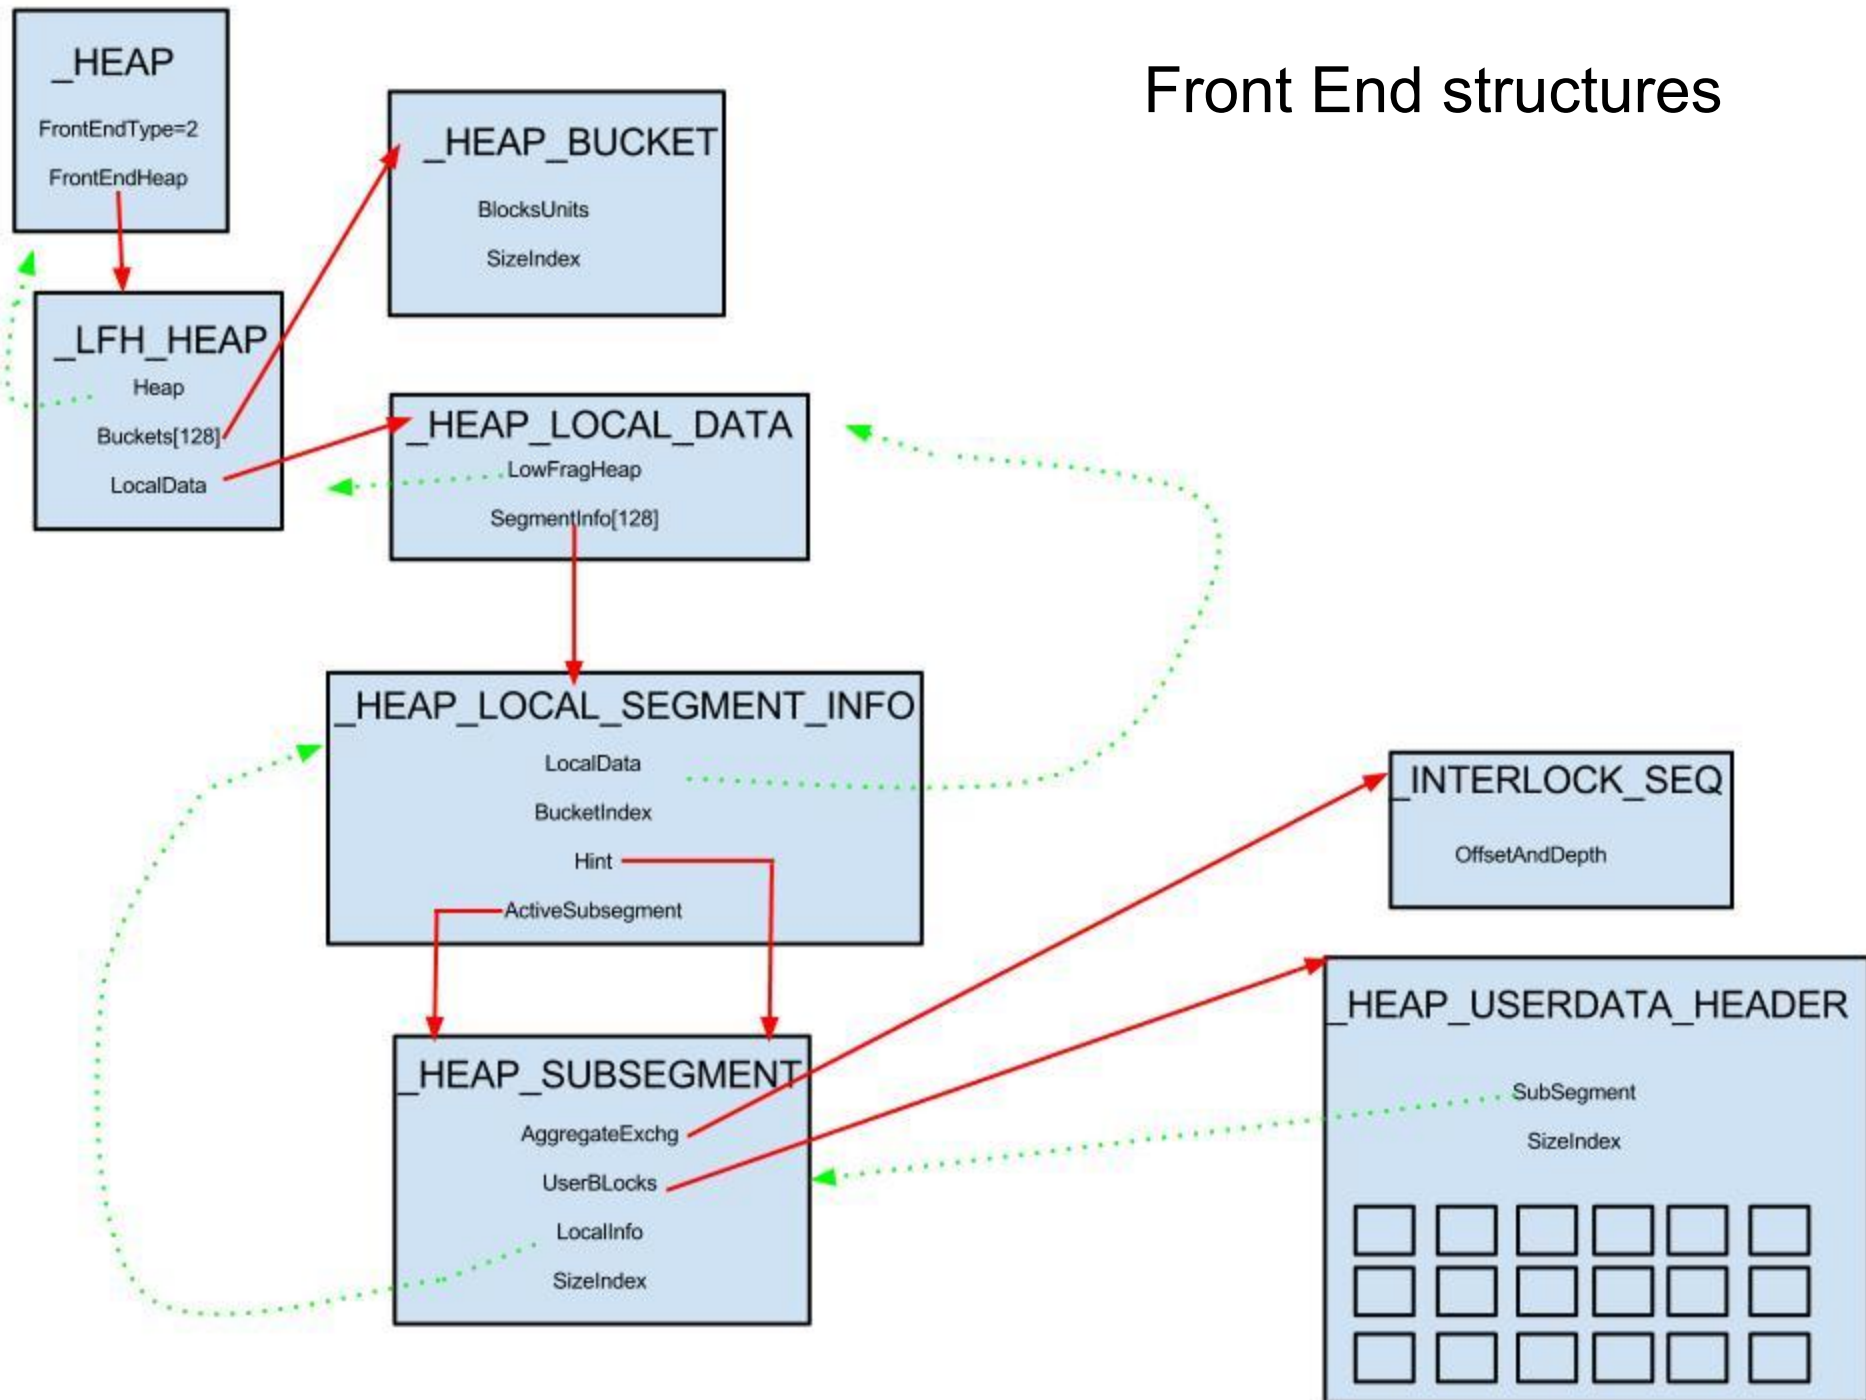 Front End structures
_HEAP
FrontEndType=2
FrontEndHeap
_HEAP_BUCKET
BlocksUnits
SizeIndex
_LFH_HEAP
Heap
Buckets[128]
LocalData
_HEAP_LOCAL_DATA
LowFragHeap
SegmentInfo[128]
_HEAP_LOCAL_SEGMENT_INFO
LocalData
BucketIndex
Hint
ActiveSubsegment
_INTERLOCK_SEQ
OffsetAndDepth
_HEAP_SUBSEGMENT
AggregateExchg
UserBLocks
LocalInfo
SizeIndex
_HEAP_USERDATA_HEADER
SubSegment
SizeIndex